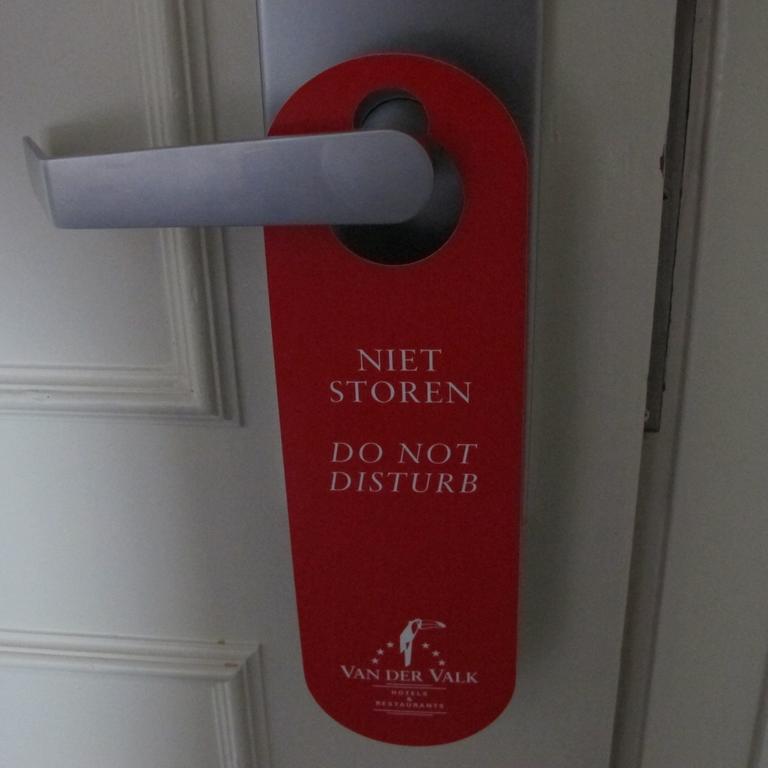 NIET
STOREN
DO NOT
DISTURB
VAN DER VALK
HOTELS
&
RESTAURANTS